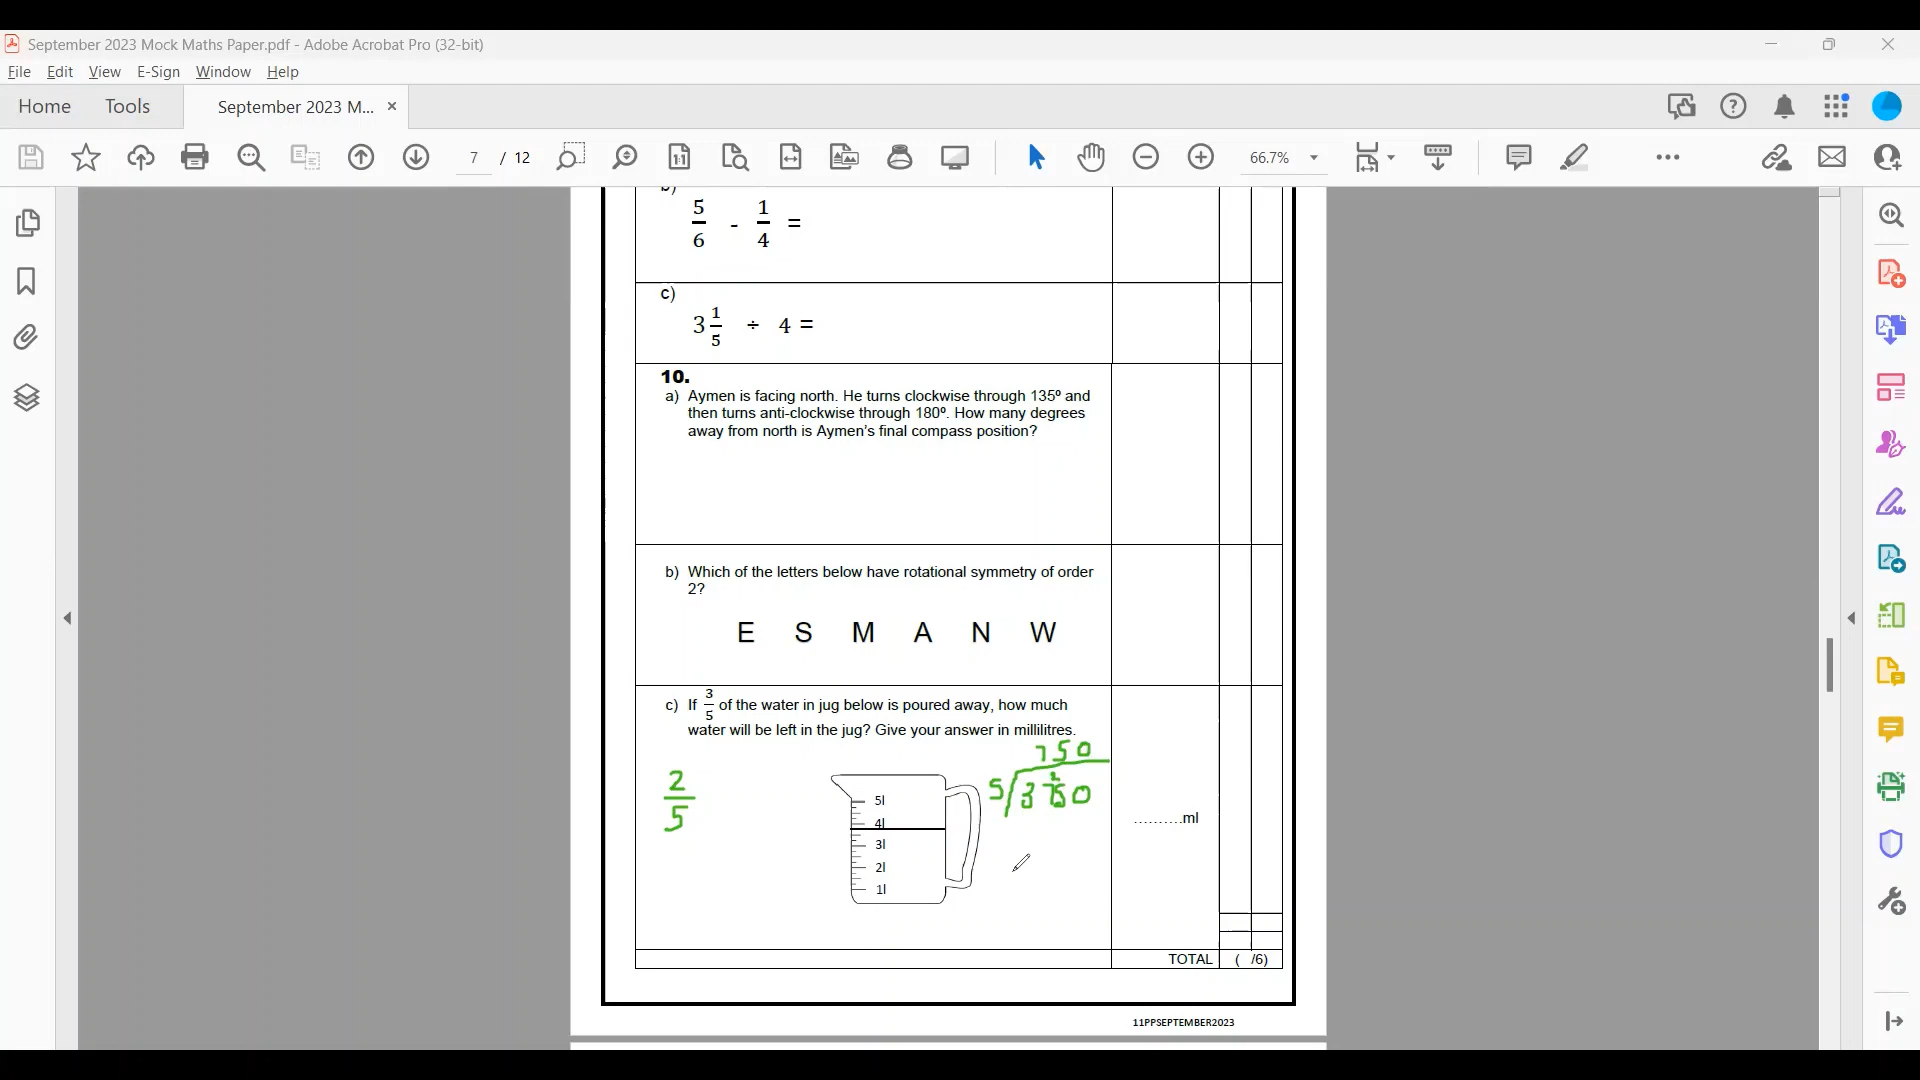 September 2023 Mock Maths Paper.pdf - Adobe Acrobat Pro (32-bit)
File Edit View E-Sign Window Help
Home Tools September 2023 M... ×
7 / 12 66.7%
5/6 - 1/4 =
c)
3 1/5 ÷ 4 =
10.
a) Aymen is facing north. He turns clockwise through 135º and
then turns anti-clockwise through 180º. How many degrees
away from north is Aymen's final compass position?
b) Which of the letters below have rotational symmetry of order
2?
E S M A N W
c) If 3/5 of the water in jug below is poured away, how much
water will be left in the jug? Give your answer in millilitres.
750
2/5
5 3750
5l
4l
3l
2l
1l
..........ml
TOTAL ( /6)
11PPSEPTEMBER2023